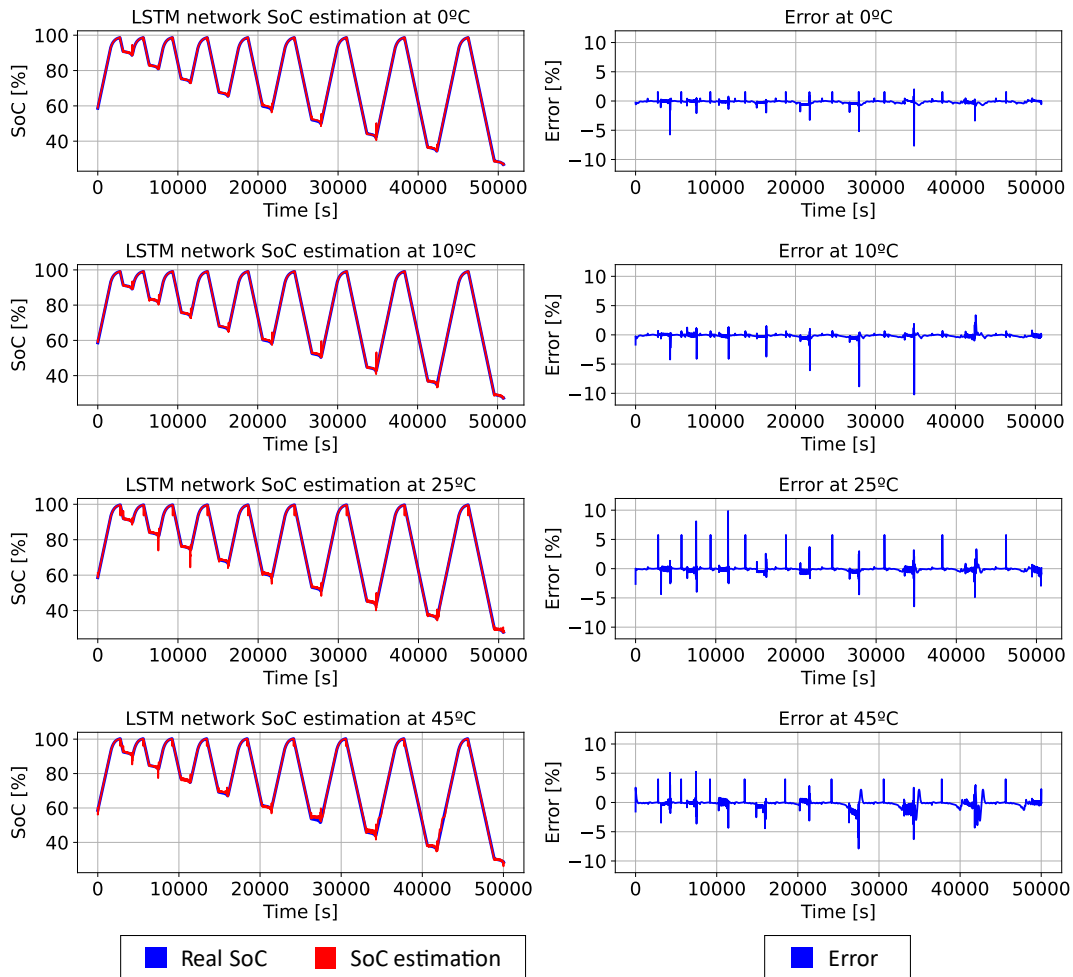 LSTM network SoC estimation at 0ºC
Error at 0ºC
100
80
60
40
SoC [%]
0 10000 20000 30000 40000 50000
Time [s]
10
5
0
−5
−10
Error [%]
0 10000 20000 30000 40000 50000
Time [s]
LSTM network SoC estimation at 10ºC
Error at 10ºC
100
80
60
40
SoC [%]
0 10000 20000 30000 40000 50000
Time [s]
10
5
0
−5
−10
Error [%]
0 10000 20000 30000 40000 50000
Time [s]
LSTM network SoC estimation at 25ºC
Error at 25ºC
100
80
60
40
SoC [%]
0 10000 20000 30000 40000 50000
Time [s]
10
5
0
−5
−10
Error [%]
0 10000 20000 30000 40000 50000
Time [s]
LSTM network SoC estimation at 45ºC
Error at 45ºC
100
80
60
40
SoC [%]
0 10000 20000 30000 40000 50000
Time [s]
10
5
0
−5
−10
Error [%]
0 10000 20000 30000 40000 50000
Time [s]
Real SoC SoC estimation
Error